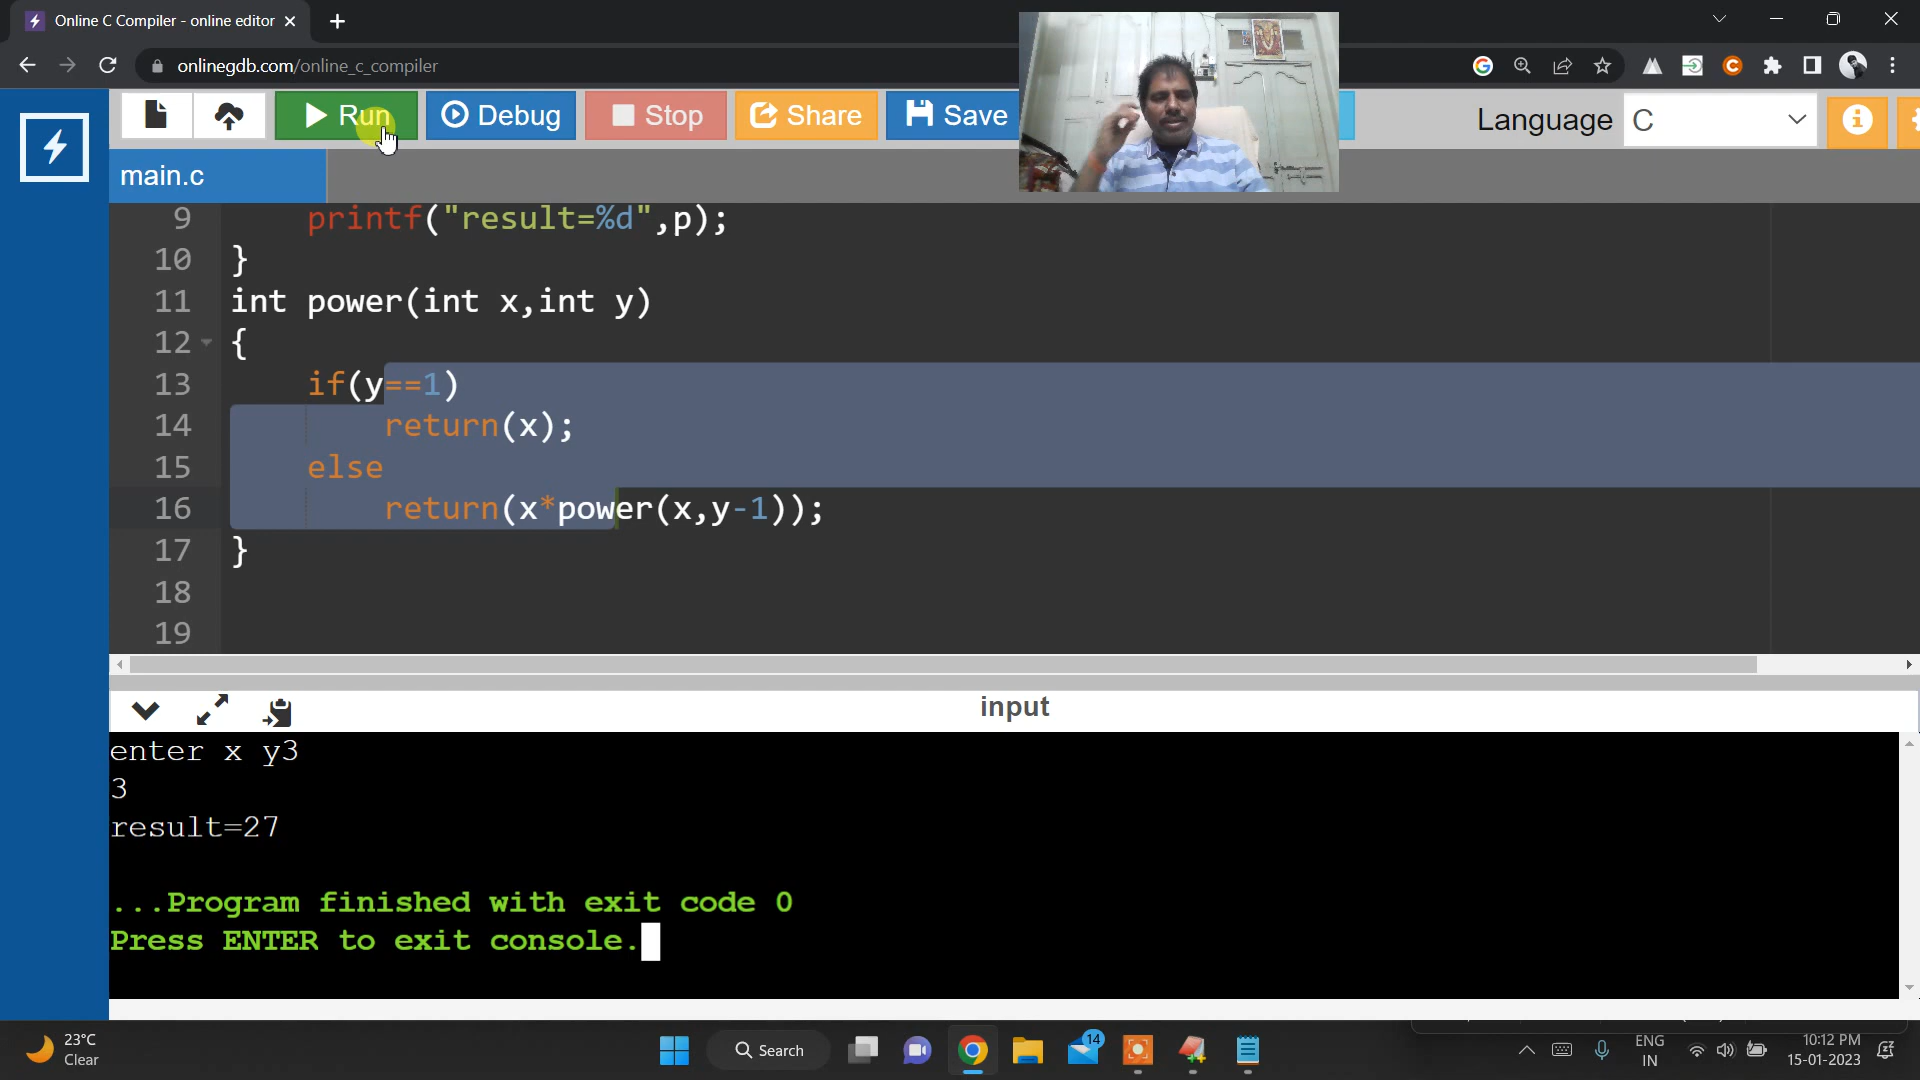 Online C Compiler - online editor
onlinegdb.com/online_c_compiler
Run
Debug
Stop
Share
Save
Language
C
main.c
9 printf("result=%d",p);
10 }
11 int power(int x,int y)
12 {
13 if(y==1)
14 return(x);
15 else
16 return(x*power(x,y-1));
17 }
18
19
input
enter x y3
3
result=27
...Program finished with exit code 0
Press ENTER to exit console.
23°C
Clear
Search
14
ENG
IN
10:12 PM
15-01-2023